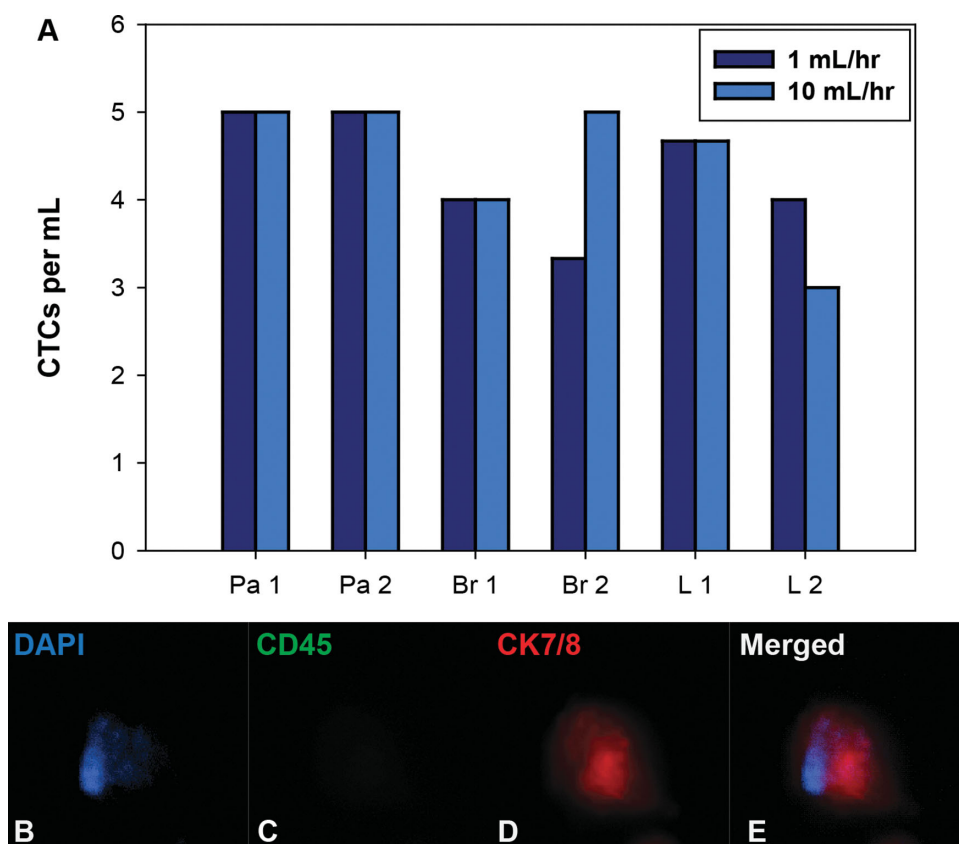 A
6
5
4
3
2
1
0
CTCs per mL
1 mL/hr
10 mL/hr
Pa 1 Pa 2 Br 1 Br 2 L 1 L 2
DAPI CD45 CK7/8 Merged
B C D E